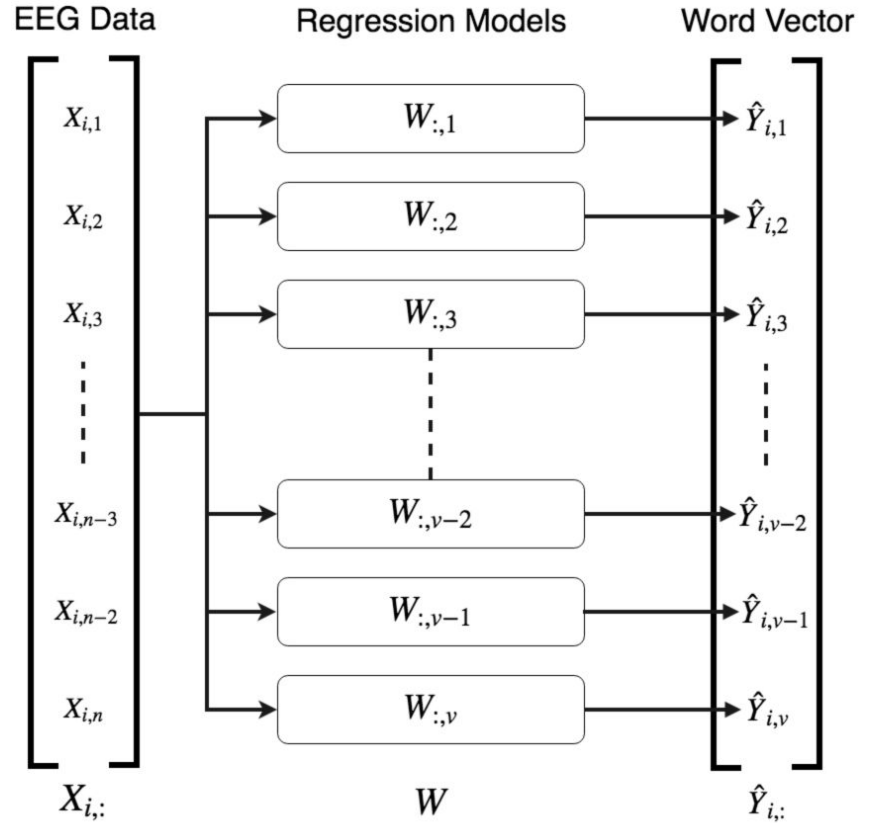 EEG Data Regression Models Word Vector
X_{i,1} W_{:,1} Ŷ_{i,1}
X_{i,2} W_{:,2} Ŷ_{i,2}
X_{i,3} W_{:,3} Ŷ_{i,3}
X_{i,n−3} W_{:,v−2} Ŷ_{i,v−2}
X_{i,n−2} W_{:,v−1} Ŷ_{i,v−1}
X_{i,n} W_{:,v} Ŷ_{i,v}
X_{i,:} W Ŷ_{i,:}